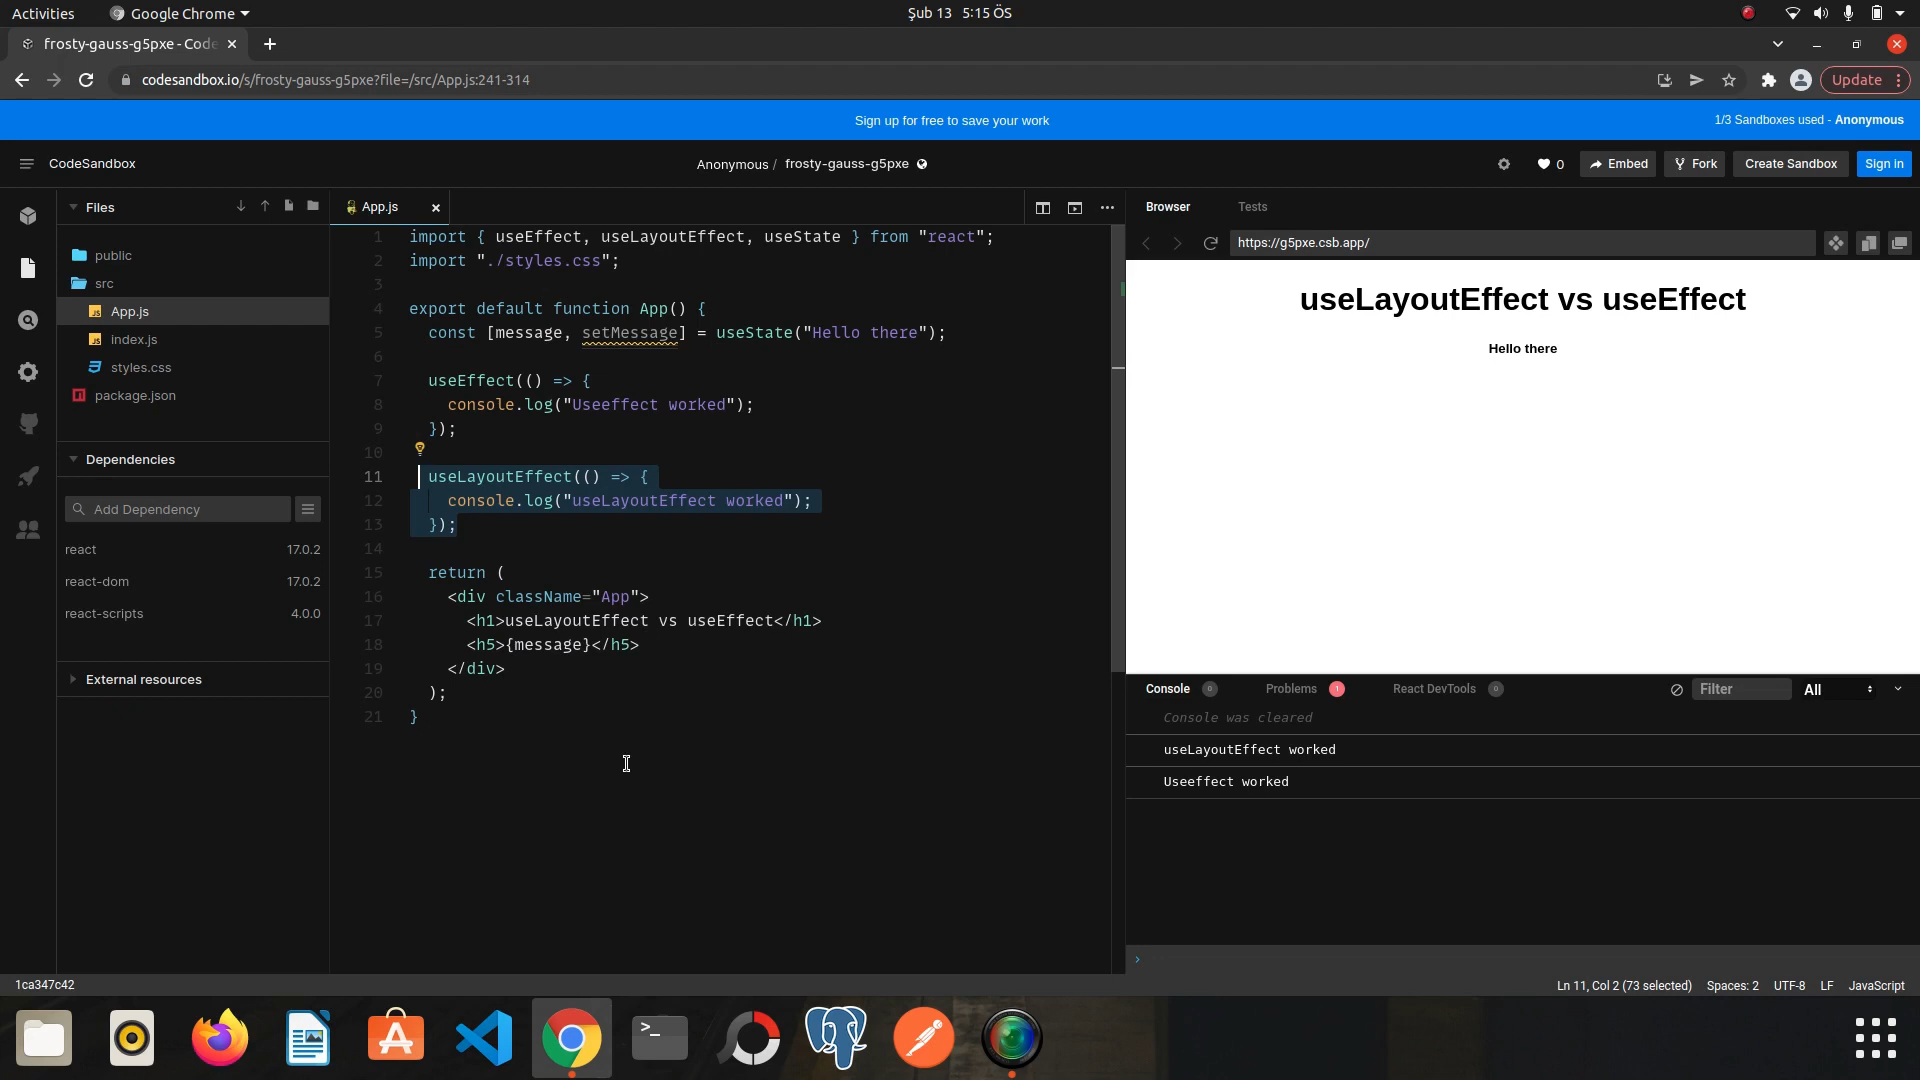 Activities
Google Chrome
Şub 13 5:15 ÖS
frosty-gauss-g5pxe - Code
codesandbox.io/s/frosty-gauss-g5pxe?file=/src/App.js:241-314
Update
Sign up for free to save your work
1/3 Sandboxes used - Anonymous
CodeSandbox
Anonymous / frosty-gauss-g5pxe
0
Embed
Fork
Create Sandbox
Sign in
Files
public
src
App.js
index.js
styles.css
package.json
Dependencies
Add Dependency
react 17.0.2
react-dom 17.0.2
react-scripts 4.0.0
External resources
App.js
1 import { useEffect, useLayoutEffect, useState } from "react";
2 import "./styles.css";
3
4 export default function App() {
5 const [message, setMessage] = useState("Hello there");
6
7 useEffect(() => {
8 console.log("Useeffect worked");
9 });
10
11 useLayoutEffect(() => {
12 console.log("useLayoutEffect worked");
13 });
14
15 return (
16 <div className="App">
17 <h1>useLayoutEffect vs useEffect</h1>
18 <h5>{message}</h5>
19 </div>
20 );
21 }
Browser
Tests
https://g5pxe.csb.app/
useLayoutEffect vs useEffect
Hello there
Console 0
Problems 1
React DevTools 0
Filter
All
Console was cleared
useLayoutEffect worked
Useeffect worked
1ca347c42
Ln 11, Col 2 (73 selected)
Spaces: 2
UTF-8
LF
JavaScript